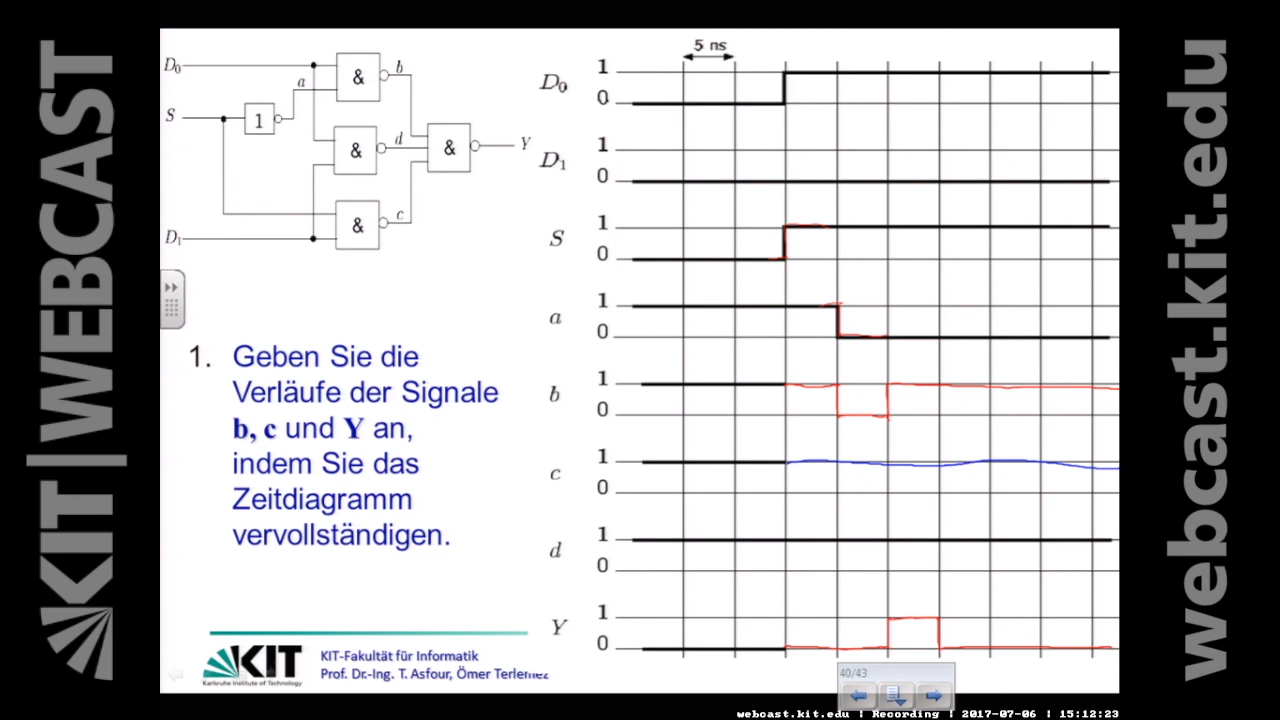 KIT|WEBCAST
D₀
S
D₁
a
1
&
b
&
d
&
c
&
Y
5 ns
D₀
1
0
D₁
1
0
S
1
0
a
1
0
b
1
0
c
1
0
d
1
0
Y
1
0
1. Geben Sie die
Verläufe der Signale
b, c und Y an,
indem Sie das
Zeitdiagramm
vervollständigen.
KIT
Karlsruhe Institute of Technology
KIT-Fakultät für Informatik
Prof. Dr.-Ing. T. Asfour, Ömer Terlemez
40/43
webcast.kit.edu
webcast.kit.edu | Recording | 2017-07-06 | 15:12:23